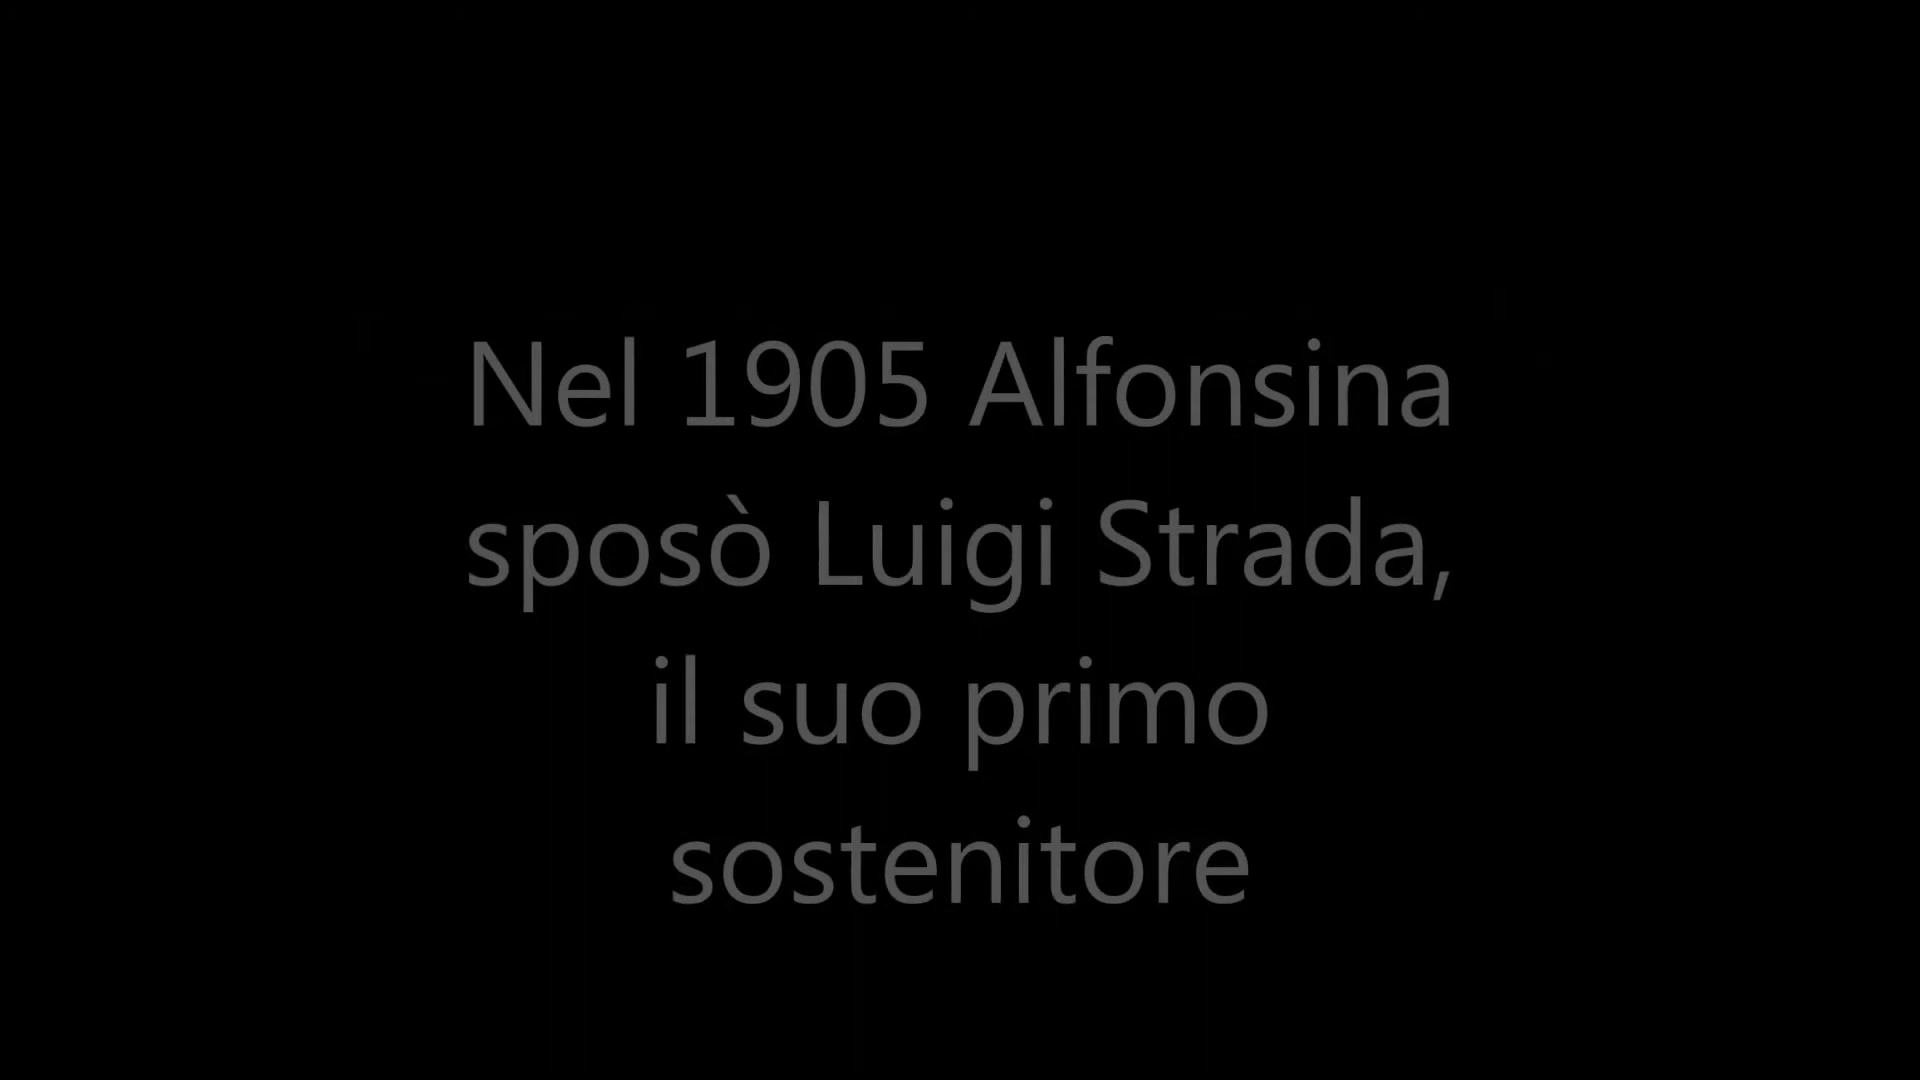 Nel 1905 Alfonsina
sposò Luigi Strada,
il suo primo
sostenitore